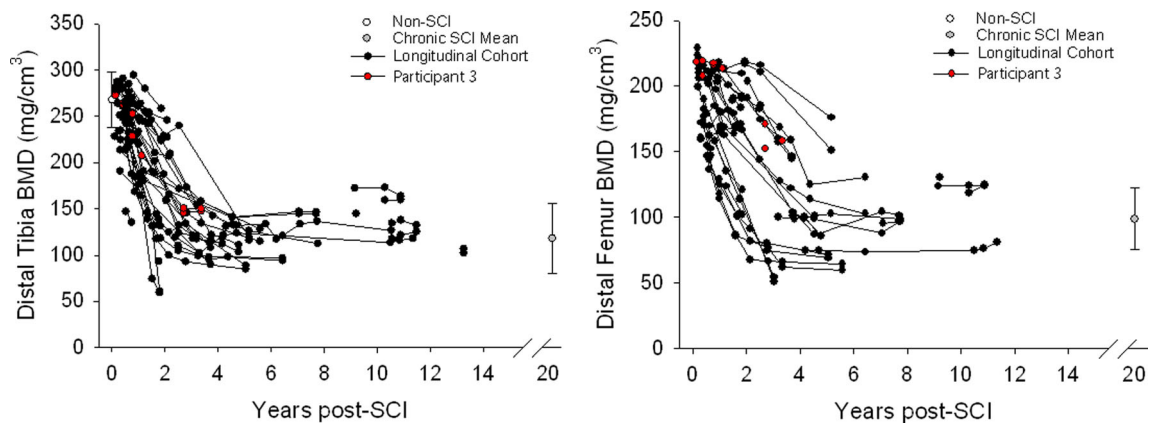 350
300
250
200
150
100
50
0
Distal Tibia BMD (mg/cm³)
Non-SCI
Chronic SCI Mean
Longitudinal Cohort
Participant 3
0 2 4 6 8 10 12 14 20
Years post-SCI
250
200
150
100
50
0
Distal Femur BMD (mg/cm³)
Non-SCI
Chronic SCI Mean
Longitudinal Cohort
Participant 3
0 2 4 6 8 10 12 14 20
Years post-SCI